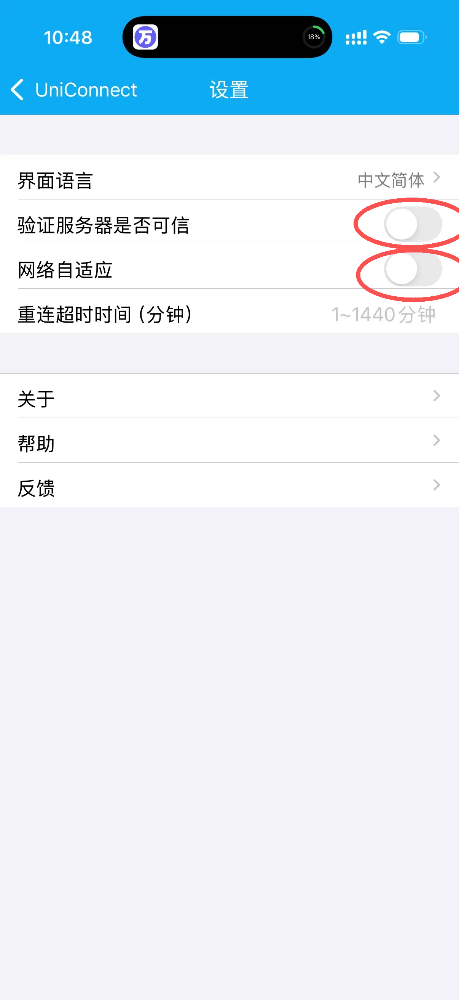 10:48
万
18%
UniConnect
设置
界面语言
中文简体
验证服务器是否可信
网络自适应
重连超时时间（分钟）
1~1440分钟
关于
帮助
反馈